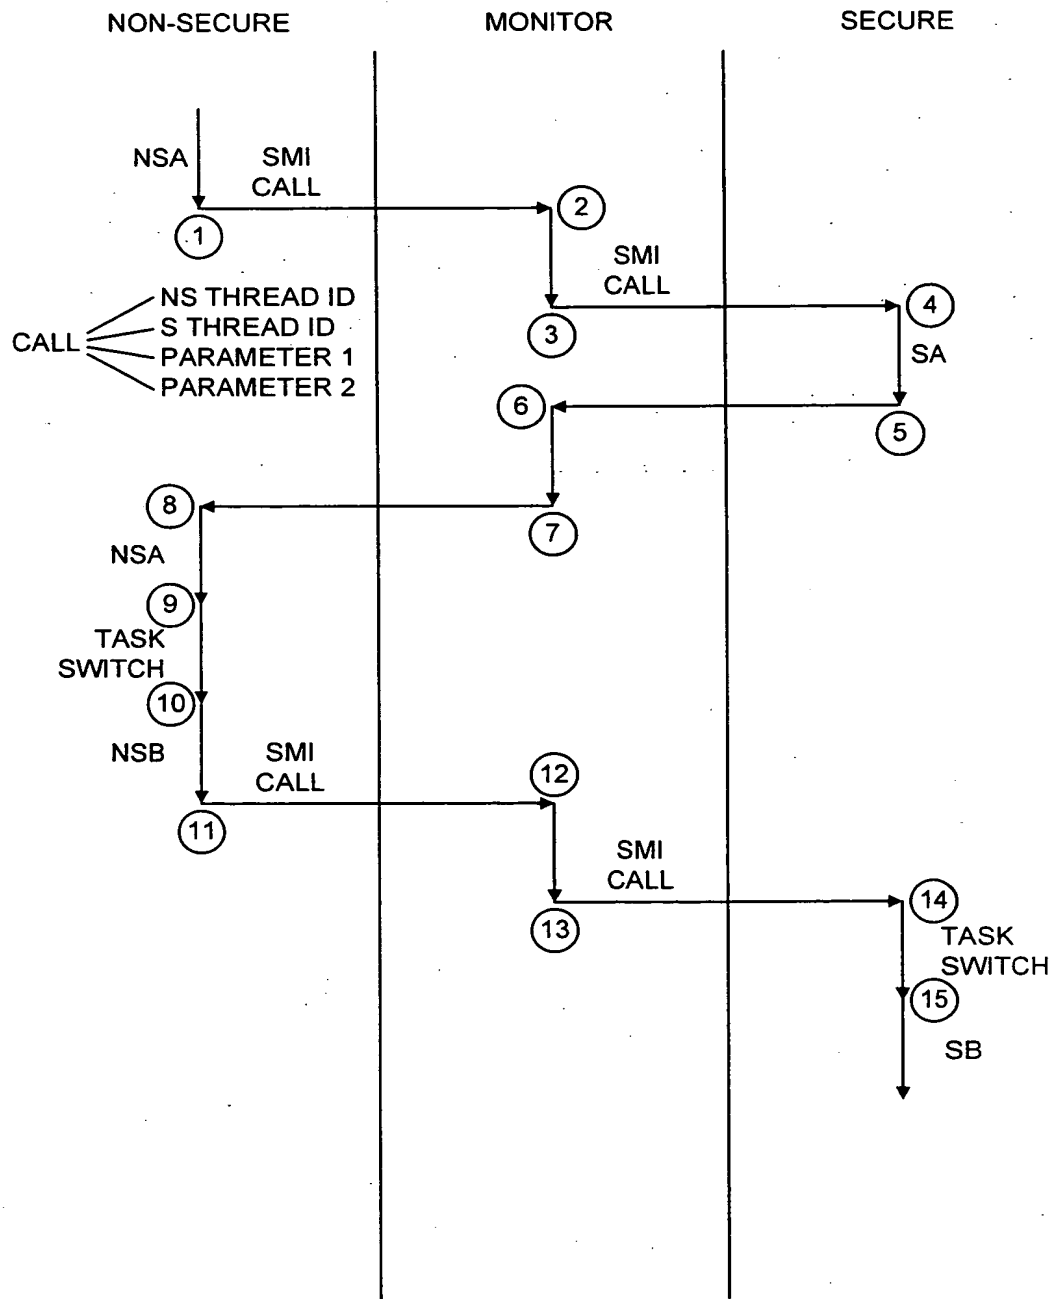 NON-SECURE
MONITOR
SECURE
NSA
SMI
CALL
1
2
SMI
CALL
3
4
NS THREAD ID
S THREAD ID
CALL
PARAMETER 1
PARAMETER 2
SA
6
5
8
7
NSA
9
TASK
SWITCH
10
NSB
SMI
CALL
12
11
SMI
CALL
13
14
TASK
SWITCH
15
SB